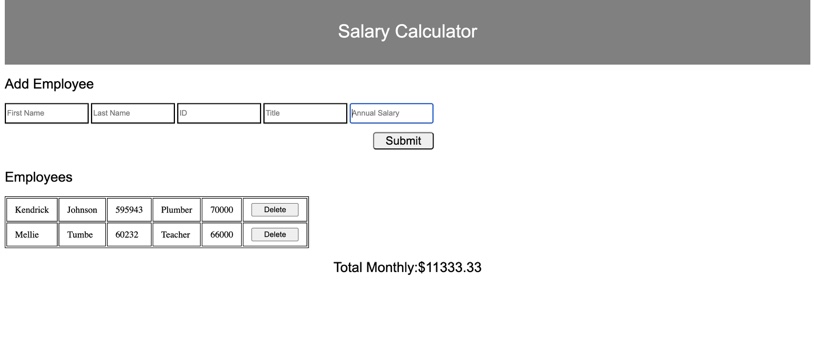 Salary Calculator
Add Employee
First Name Last Name ID Title Annual Salary
Submit
Employees
Kendrick Johnson 595943 Plumber 70000 Delete
Mellie Tumbe 60232 Teacher 66000 Delete
Total Monthly:$11333.33